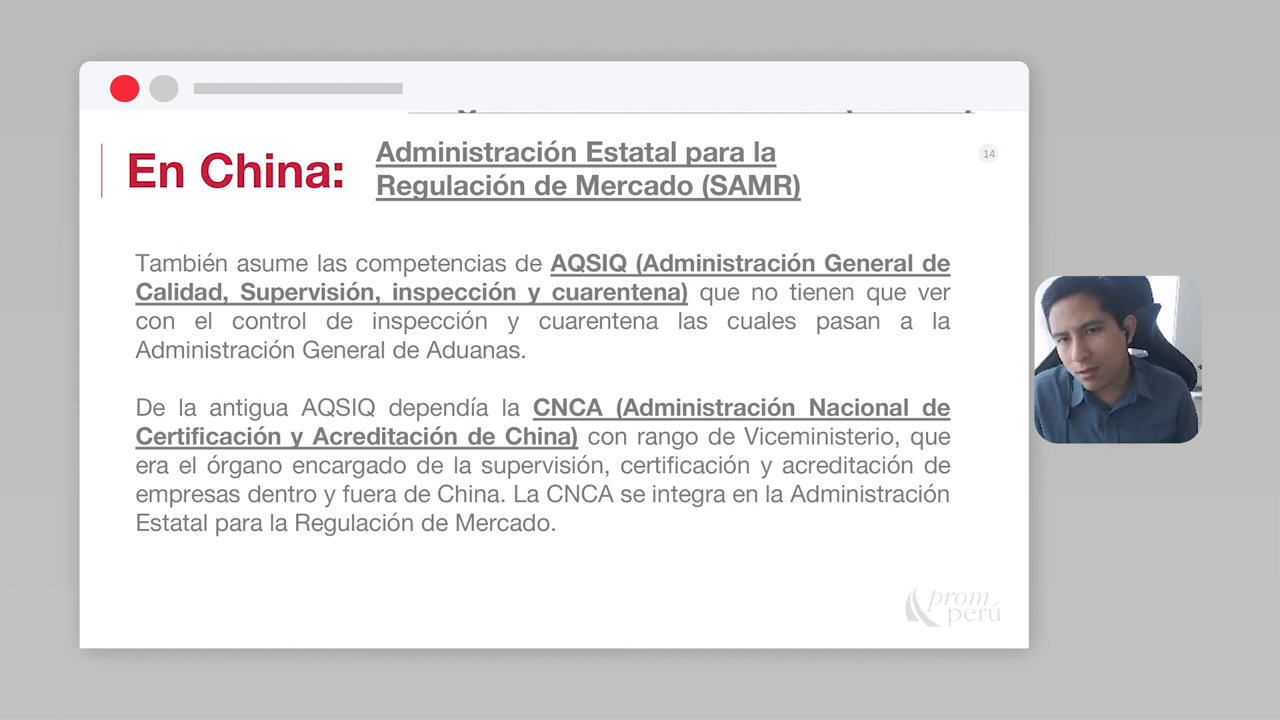 En China:
Administración Estatal para la
Regulación de Mercado (SAMR)
14
También asume las competencias de AQSIQ (Administración General de
Calidad, Supervisión, inspección y cuarentena) que no tienen que ver
con el control de inspección y cuarentena las cuales pasan a la
Administración General de Aduanas.
De la antigua AQSIQ dependía la CNCA (Administración Nacional de
Certificación y Acreditación de China) con rango de Viceministerio, que
era el órgano encargado de la supervisión, certificación y acreditación de
empresas dentro y fuera de China. La CNCA se integra en la Administración
Estatal para la Regulación de Mercado.
prom
perú